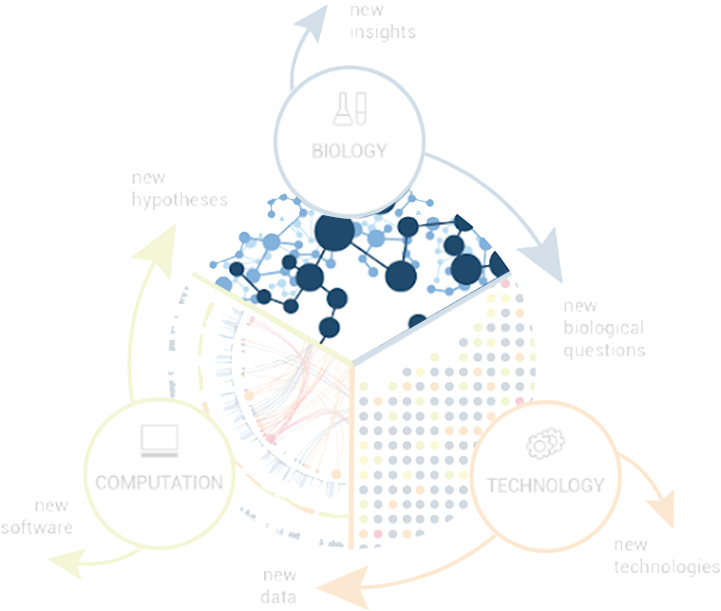 new
insights
BIOLOGY
new
hypotheses
new
biological
questions
COMPUTATION
TECHNOLOGY
new
software
new
technologies
new
data